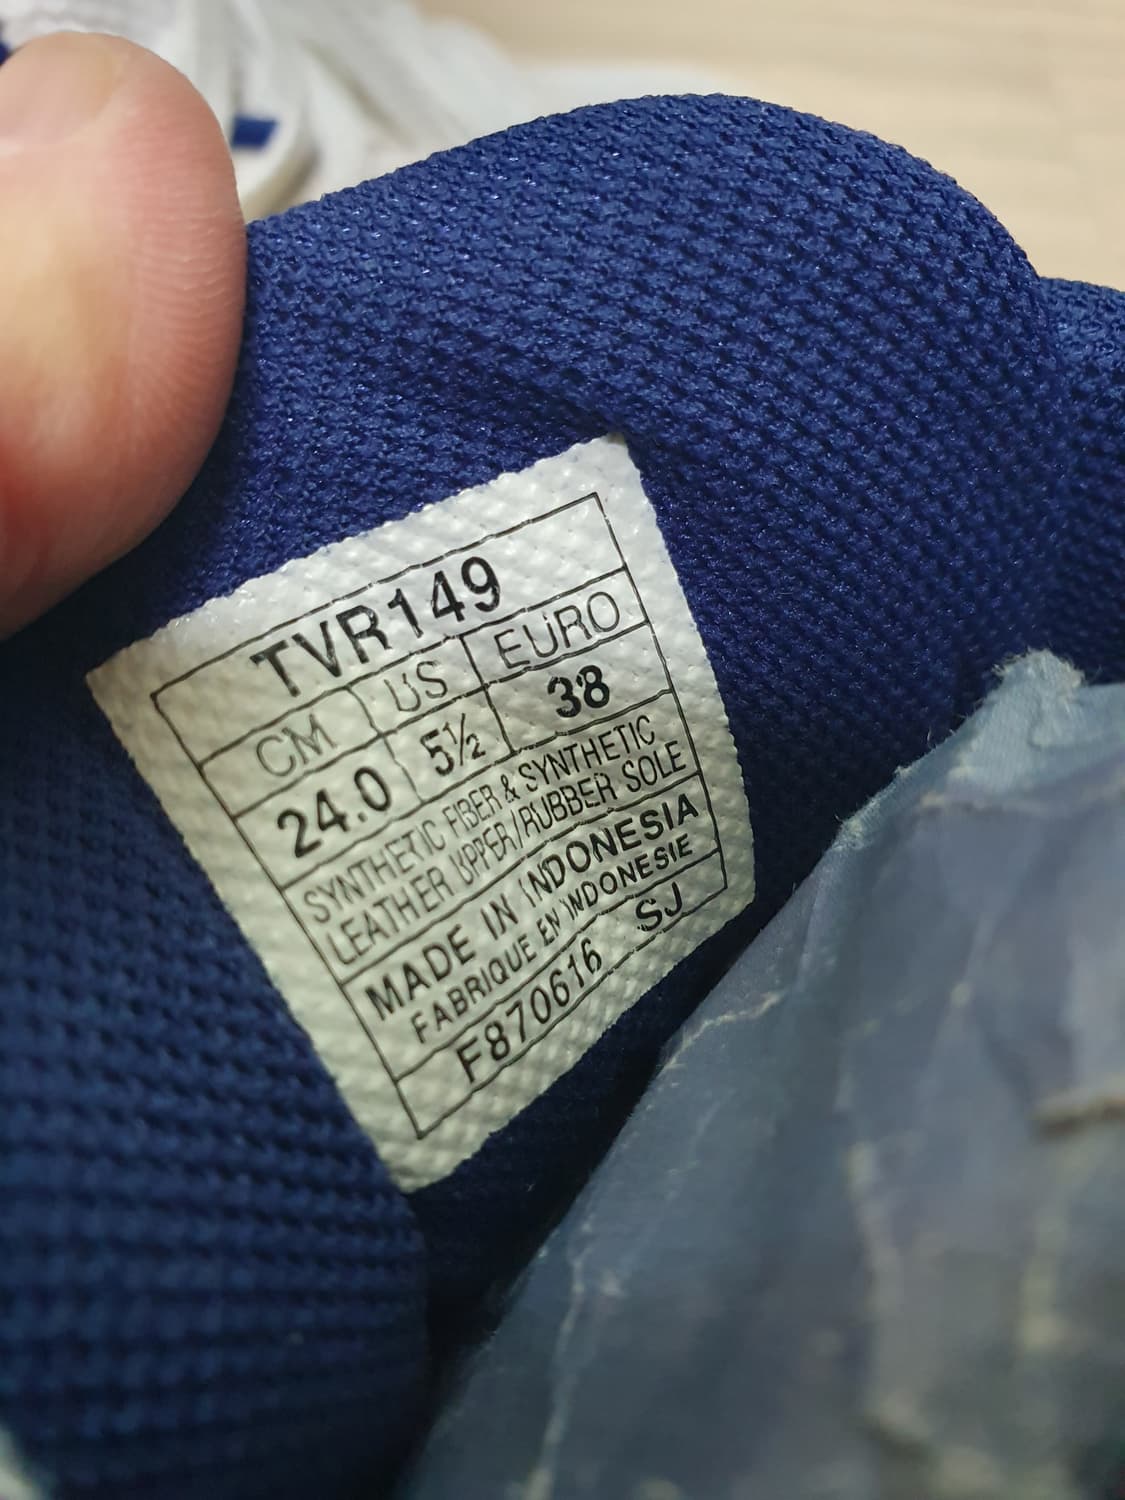 TVR149
CM US EURO
24.0 5½ 38
SYNTHETIC FIBER & SYNTHETIC
LEATHER UPPER/RUBBER SOLE
MADE IN INDONESIA
FABRIQUE EN INDONESIE
F870616 SJ